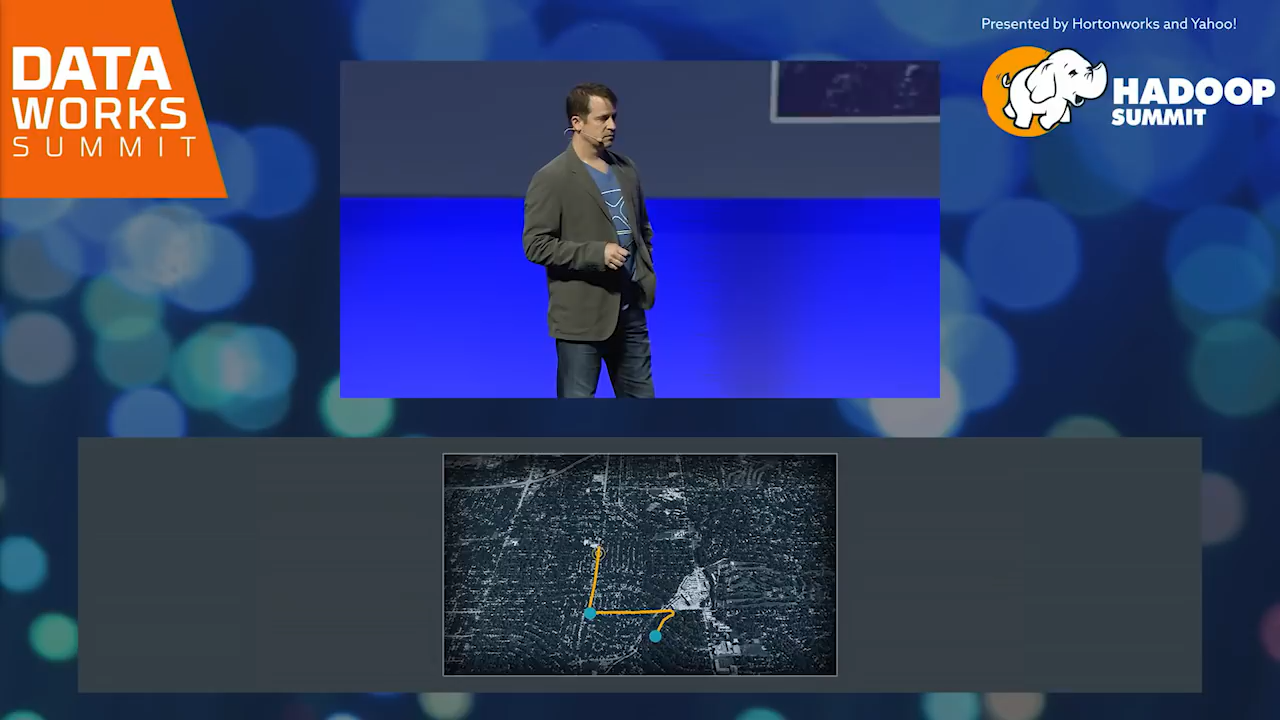 DATA
WORKS
SUMMIT
Presented by Hortonworks and Yahoo!
HADOOP
SUMMIT